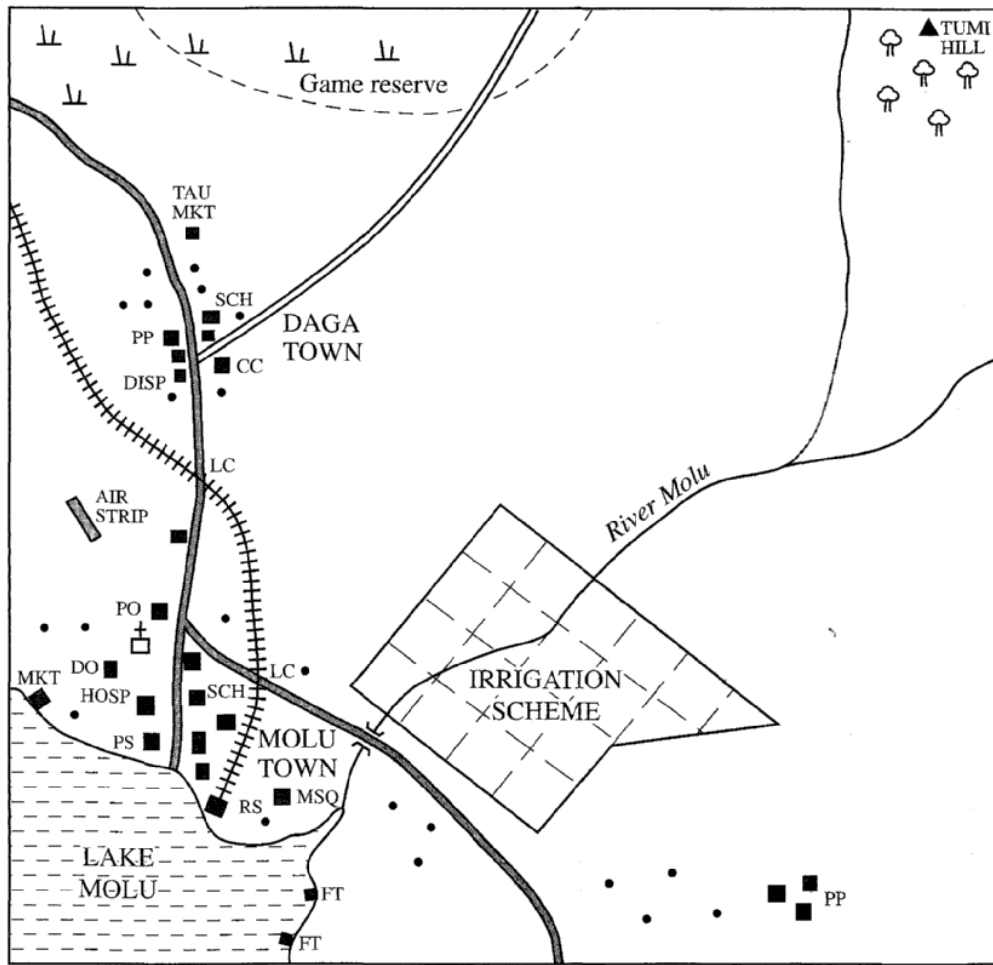 TUMI
HILL
Game reserve
TAU
MKT
SCH
PP
DAGA
TOWN
CC
DISP
LC
AIR
STRIP
River Molu
PO
DO
MKT
HOSP
SCH
LC
IRRIGATION
SCHEME
PS
MOLU
TOWN
RS
MSQ
LAKE
MOLU
FT
FT
PP